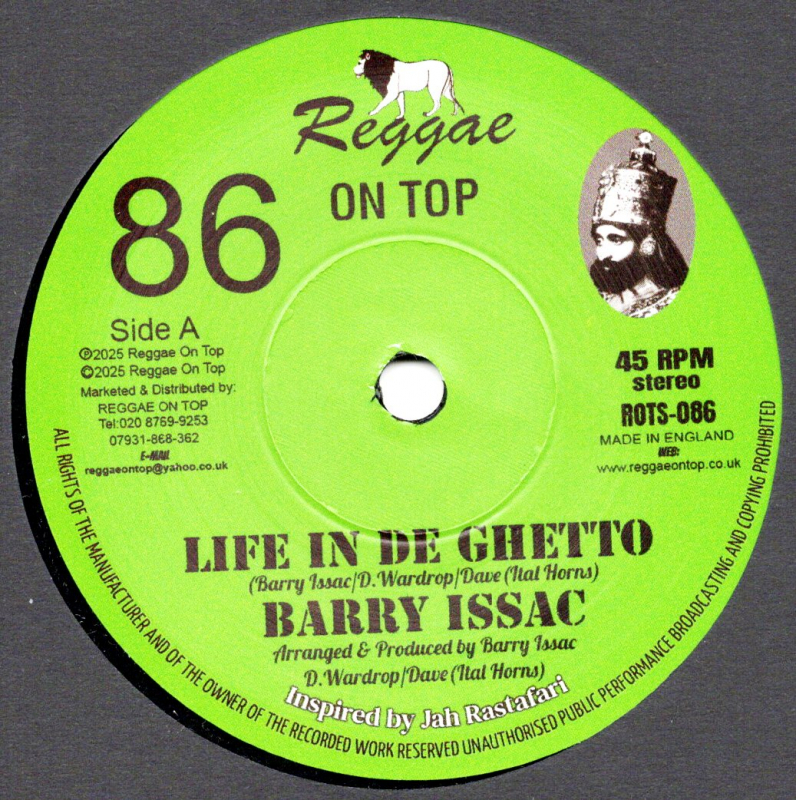 Reggae
ON TOP
86
Side A
℗2025 Reggae On Top
©2025 Reggae On Top
Marketed & Distributed by:
REGGAE ON TOP
Tel:020 8769-9253
07931-868-362
E-MAIL
reggaeontop@yahoo.co.uk
45 RPM
stereo
ROTS-086
MADE IN ENGLAND
WEB:
www.reggaeontop.co.uk
LIFE IN DE GHETTO
(Barry Issac/D.Wardrop/Dave (Ital Horns)
BARRY ISSAC
Arranged & Produced by Barry Issac
D.Wardrop/Dave (Ital Horns)
Inspired by Jah Rastafari
ALL RIGHTS OF THE MANUFACTURER AND OF THE OWNER OF THE RECORDED WORK RESERVED UNAUTHORISED PUBLIC PERFORMANCE BROADCASTING AND COPYING PROHIBITED